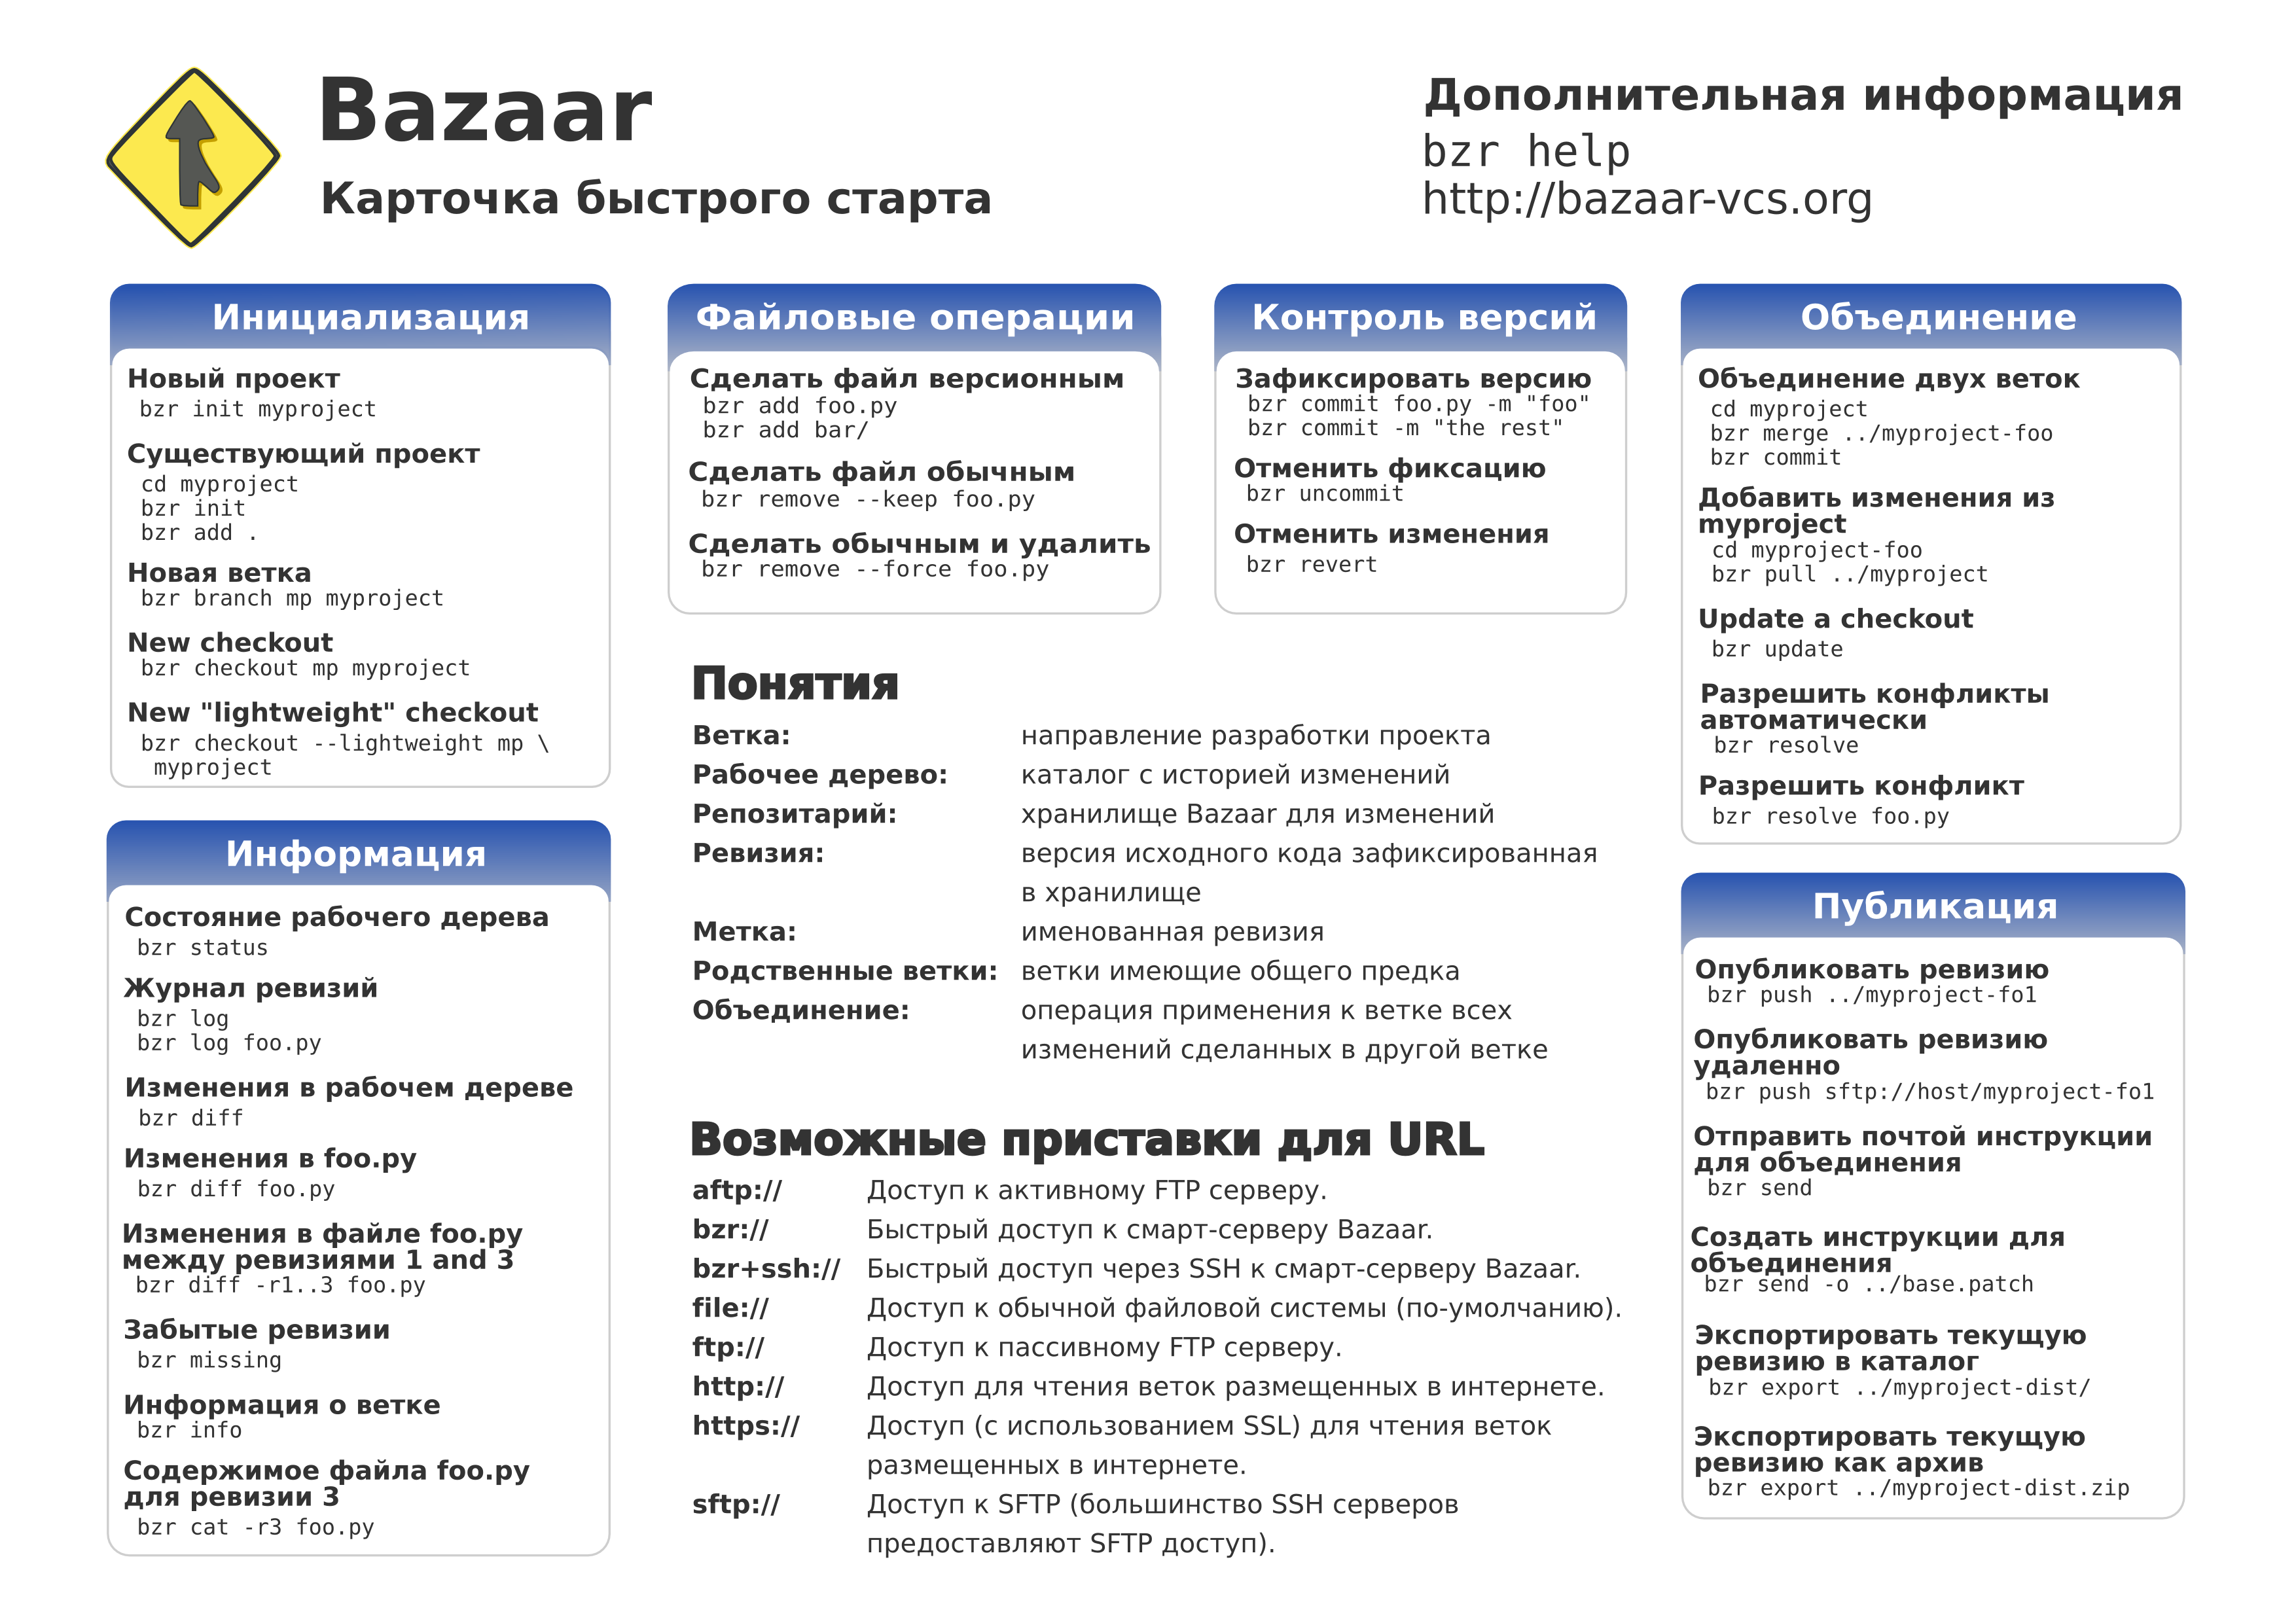 Bazaar
Карточка быстрого старта
Дополнительная информация
bzr help
http://bazaar-vcs.org
Инициализация
Новый проект
bzr init myproject
Существующий проект
cd myproject
bzr init
bzr add .
Новая ветка
bzr branch mp myproject
New checkout
bzr checkout mp myproject
New "lightweight" checkout
bzr checkout --lightweight mp \
myproject
Информация
Состояние рабочего дерева
bzr status
Журнал ревизий
bzr log
bzr log foo.py
Изменения в рабочем дереве
bzr diff
Изменения в foo.py
bzr diff foo.py
Изменения в файле foo.py
между ревизиями 1 and 3
bzr diff -r1..3 foo.py
Забытые ревизии
bzr missing
Информация о ветке
bzr info
Содержимое файла foo.py
для ревизии 3
bzr cat -r3 foo.py
Файловые операции
Сделать файл версионным
bzr add foo.py
bzr add bar/
Сделать файл обычным
bzr remove --keep foo.py
Сделать обычным и удалить
bzr remove --force foo.py
Контроль версий
Зафиксировать версию
bzr commit foo.py -m "foo"
bzr commit -m "the rest"
Отменить фиксацию
bzr uncommit
Отменить изменения
bzr revert
Понятия
Ветка: направление разработки проекта
Рабочее дерево: каталог с историей изменений
Репозитарий: хранилище Bazaar для изменений
Ревизия: версия исходного кода зафиксированная
в хранилище
Метка: именованная ревизия
Родственные ветки: ветки имеющие общего предка
Объединение: операция применения к ветке всех
изменений сделанных в другой ветке
Возможные приставки для URL
aftp:// Доступ к активному FTP серверу.
bzr:// Быстрый доступ к смарт-серверу Bazaar.
bzr+ssh:// Быстрый доступ через SSH к смарт-серверу Bazaar.
file:// Доступ к обычной файловой системы (по-умолчанию).
ftp:// Доступ к пассивному FTP серверу.
http:// Доступ для чтения веток размещенных в интернете.
https:// Доступ (с использованием SSL) для чтения веток
размещенных в интернете.
sftp:// Доступ к SFTP (большинство SSH серверов
предоставляют SFTP доступ).
Объединение
Объединение двух веток
cd myproject
bzr merge ../myproject-foo
bzr commit
Добавить изменения из
myproject
cd myproject-foo
bzr pull ../myproject
Update a checkout
bzr update
Разрешить конфликты
автоматически
bzr resolve
Разрешить конфликт
bzr resolve foo.py
Публикация
Опубликовать ревизию
bzr push ../myproject-fo1
Опубликовать ревизию
удаленно
bzr push sftp://host/myproject-fo1
Отправить почтой инструкции
для объединения
bzr send
Создать инструкции для
объединения
bzr send -o ../base.patch
Экспортировать текущую
ревизию в каталог
bzr export ../myproject-dist/
Экспортировать текущую
ревизию как архив
bzr export ../myproject-dist.zip